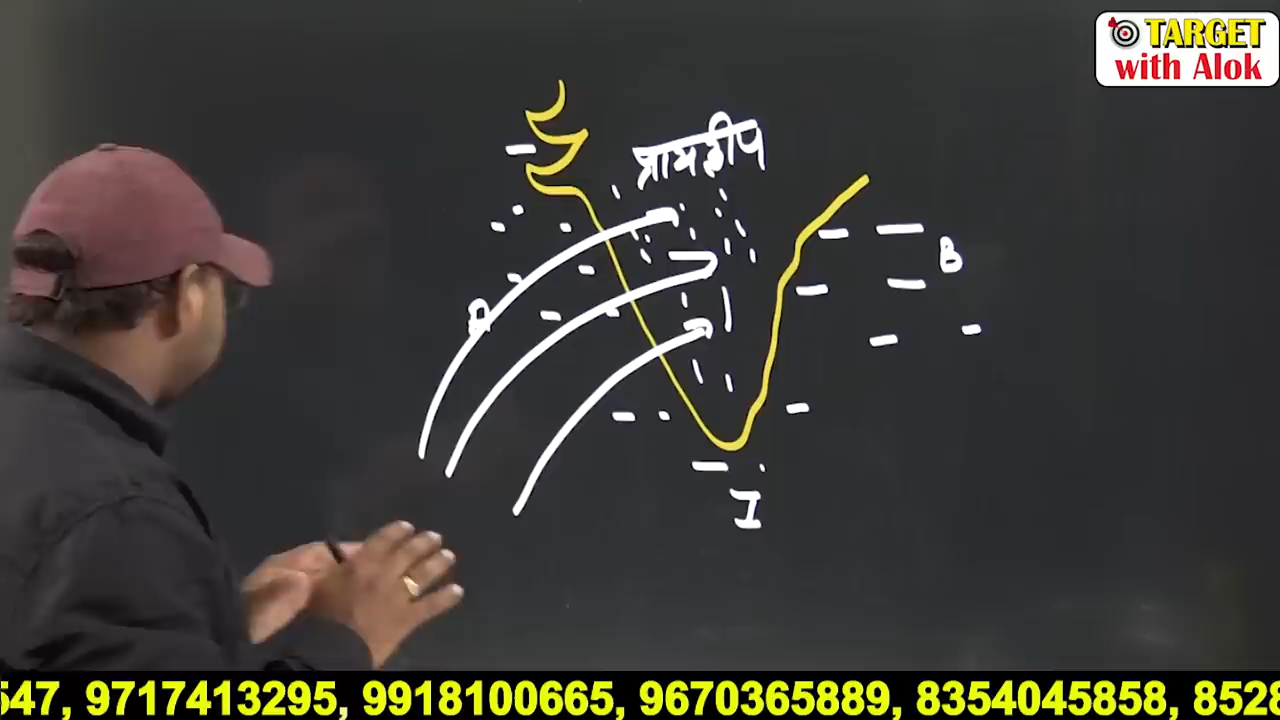 TARGET
with Alok
प्रायद्वीप
B
A
I
547, 9717413295, 9918100665, 9670365889, 8354045858, 8528